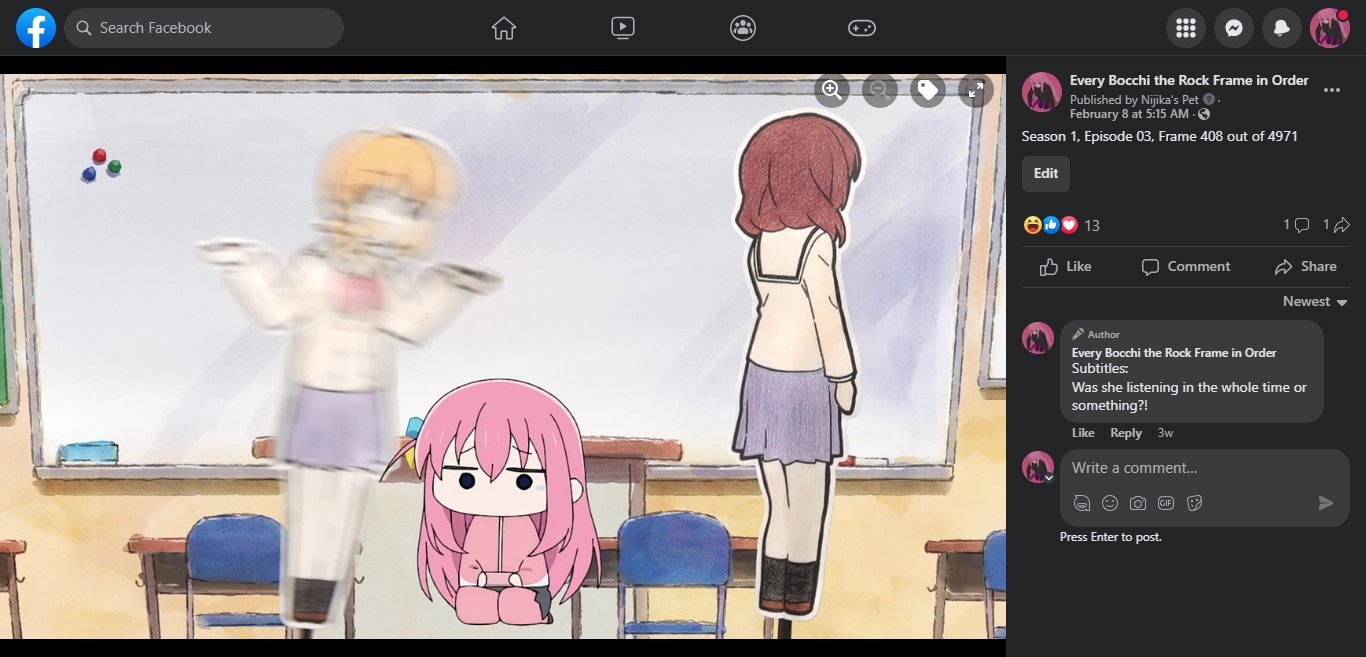 Search Facebook
Every Bocchi the Rock Frame in Order
Published by Nijika's Pet ·
February 8 at 5:15 AM ·
Season 1, Episode 03, Frame 408 out of 4971
Edit
13
1
1
Like
Comment
Share
Newest
Author
Every Bocchi the Rock Frame in Order
Subtitles:
Was she listening in the whole time or
something?!
Like Reply 3w
Write a comment...
GIF
Press Enter to post.